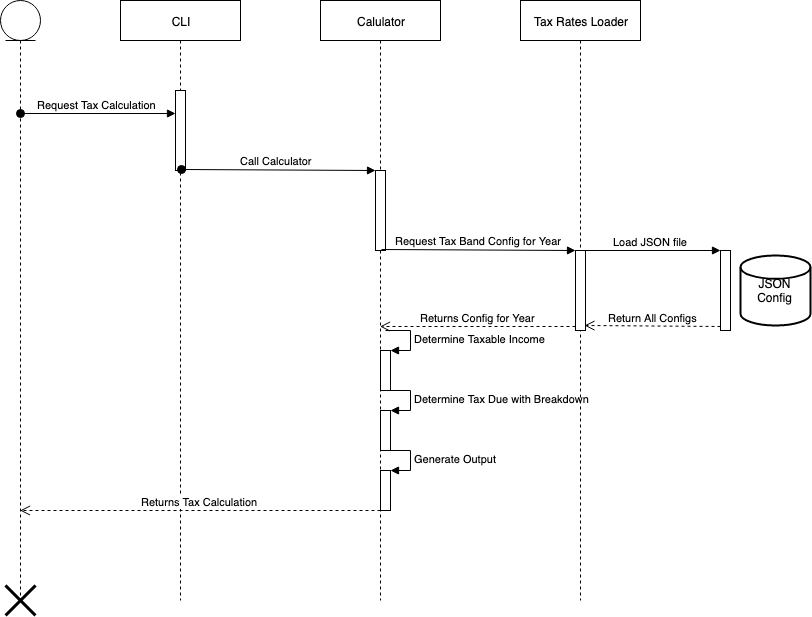 CLI
Calulator
Tax Rates Loader
Request Tax Calculation
Call Calculator
Request Tax Band Config for Year
Load JSON file
JSON
Config
Returns Config for Year
Return All Configs
Determine Taxable Income
Determine Tax Due with Breakdown
Generate Output
Returns Tax Calculation